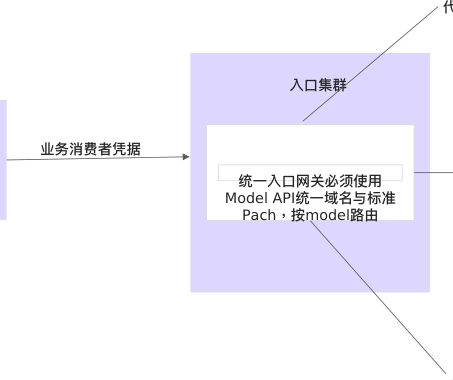 代
入口集群
业务消费者凭据
统一入口网关必须使用
Model API统一域名与标准
Pach，按model路由